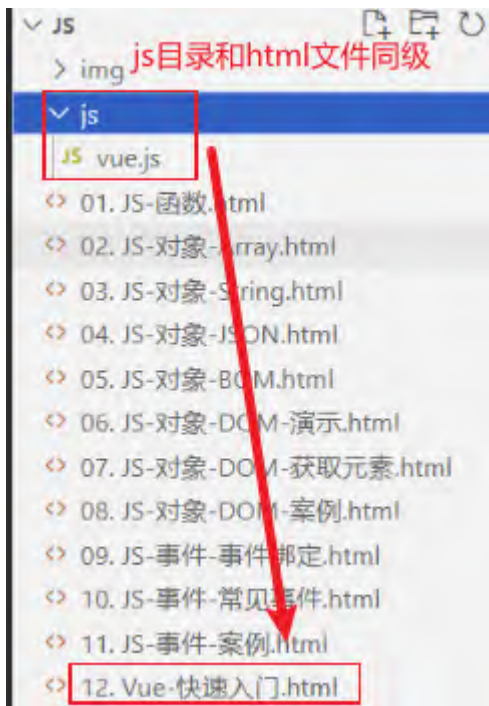 JS
js目录和html文件同级
img
js
JS vue.js
<> 01. JS-函数.html
<> 02. JS-对象-Array.html
<> 03. JS-对象-String.html
<> 04. JS-对象-JSON.html
<> 05. JS-对象-BOM.html
<> 06. JS-对象-DOM-演示.html
<> 07. JS-对象-DOM-获取元素.html
<> 08. JS-对象-DOM-案例.html
<> 09. JS-事件-事件绑定.html
<> 10. JS-事件-常见事件.html
<> 11. JS-事件-案例.html
<> 12. Vue-快速入门.html